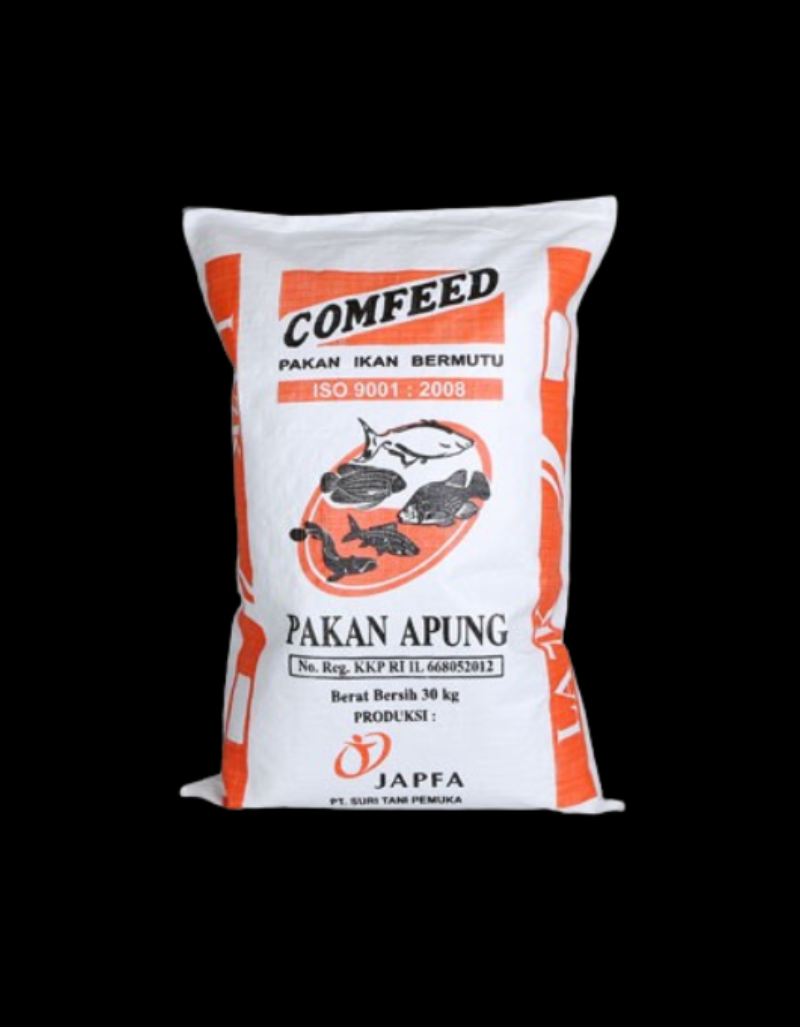 COMFEED
PAKAN IKAN BERMUTU
ISO 9001 : 2008
PAKAN APUNG
No. Reg. KKP RI IL 668052012
Berat Bersih 30 kg
PRODUKSI :
JAPFA
PT. SURI TANI PEMUKA